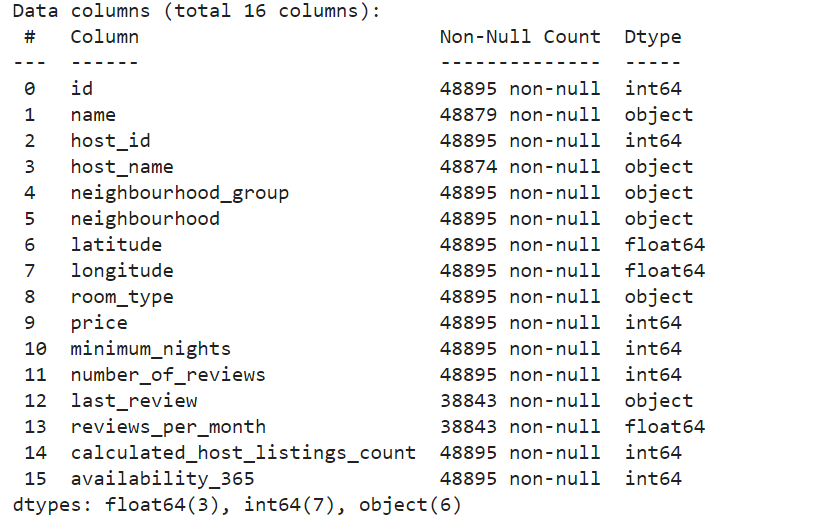 Data columns (total 16 columns):
 #   Column                          Non-Null Count  Dtype
---  ------                          --------------  -----
 0   id                              48895 non-null  int64
 1   name                            48879 non-null  object
 2   host_id                         48895 non-null  int64
 3   host_name                       48874 non-null  object
 4   neighbourhood_group             48895 non-null  object
 5   neighbourhood                   48895 non-null  object
 6   latitude                        48895 non-null  float64
 7   longitude                       48895 non-null  float64
 8   room_type                       48895 non-null  object
 9   price                           48895 non-null  int64
 10  minimum_nights                  48895 non-null  int64
 11  number_of_reviews               48895 non-null  int64
 12  last_review                     38843 non-null  object
 13  reviews_per_month               38843 non-null  float64
 14  calculated_host_listings_count  48895 non-null  int64
 15  availability_365                48895 non-null  int64
dtypes: float64(3), int64(7), object(6)